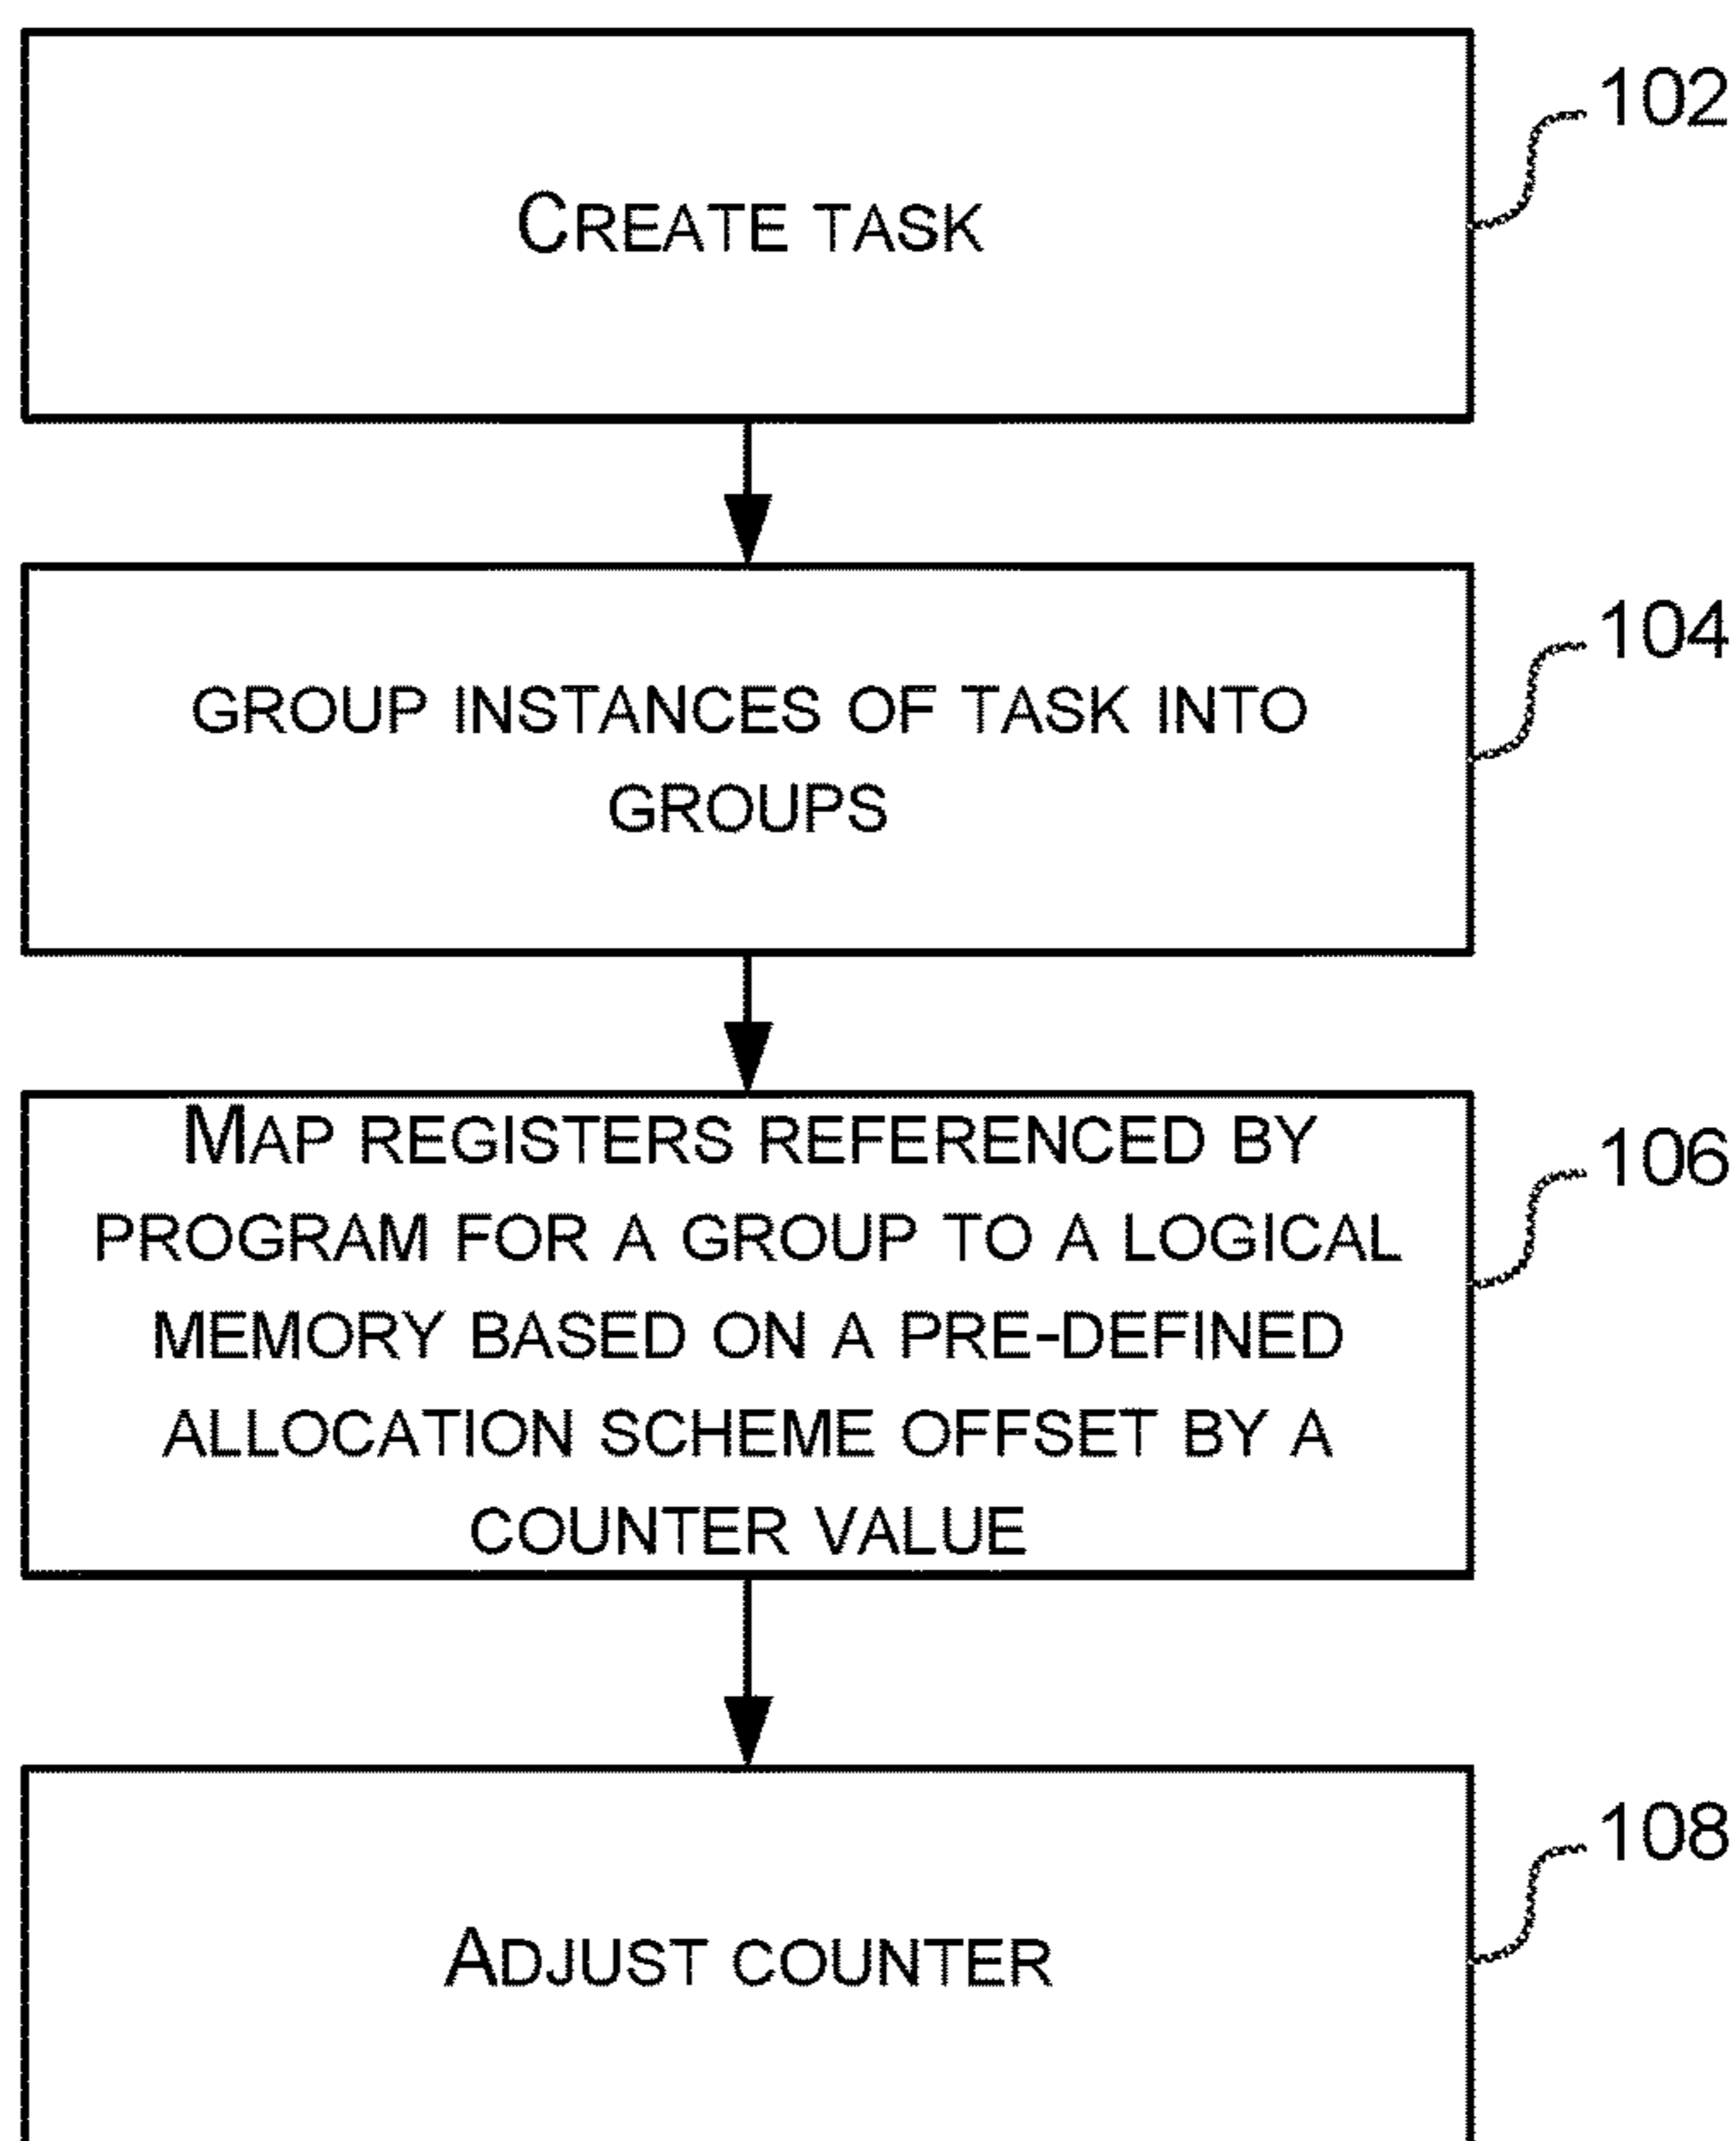 CREATE TASK
102
GROUP INSTANCES OF TASK INTO
GROUPS
104
MAP REGISTERS REFERENCED BY
PROGRAM FOR A GROUP TO A LOGICAL
MEMORY BASED ON A PRE-DEFINED
ALLOCATION SCHEME OFFSET BY A
COUNTER VALUE
106
ADJUST COUNTER
108